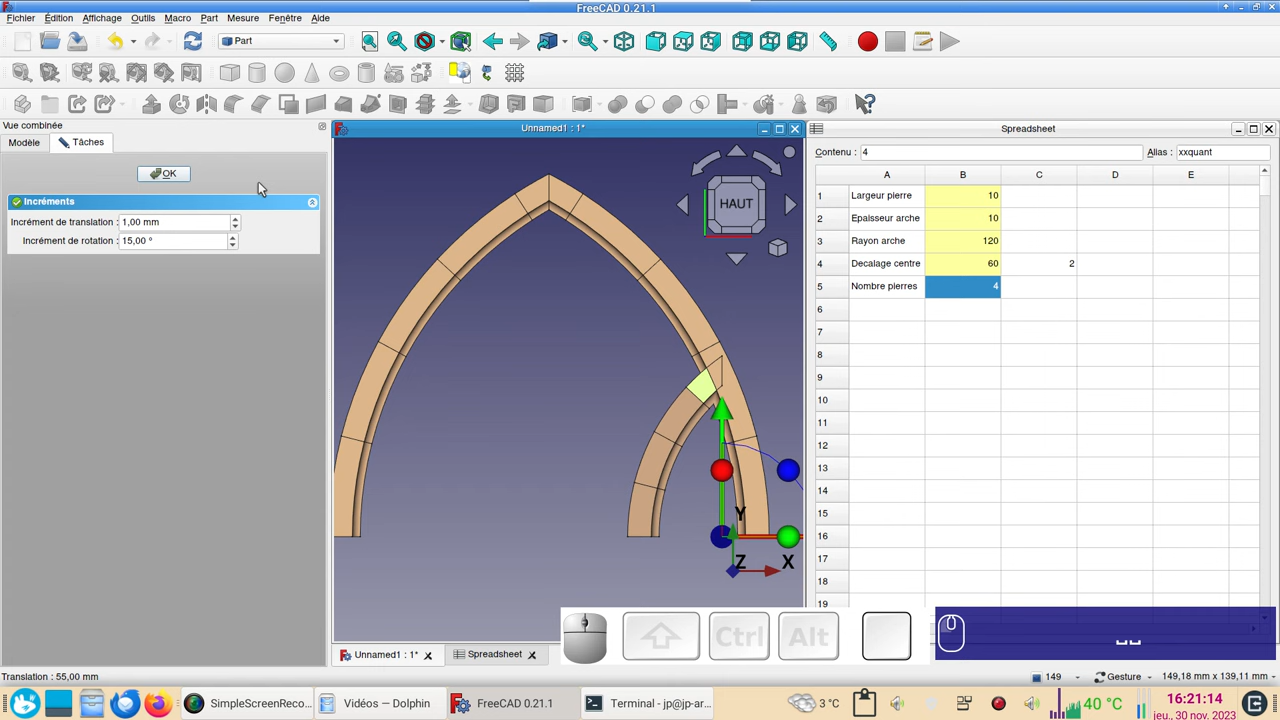 FreeCAD 0.21.1
Fichier Édition Affichage Outils Macro Part Mesure Fenêtre Aide
Part
Vue combinée
Modèle Tâches
OK
Incréments
Incrément de translation : 1,00 mm
Incrément de rotation : 15,00 °
Unnamed1 : 1*
HAUT
Y
Z X
Spreadsheet
Contenu : 4 Alias : xxquant
A B C D E
1 Largeur pierre 10
2 Epaisseur arche 10
3 Rayon arche 120
4 Decalage centre 60 2
5 Nombre pierres 4
6
7
8
9
10
11
12
13
14
15
16
17
18
19
Ctrl Alt
Unnamed1 : 1* Spreadsheet
Translation : 55,00 mm
149 Gesture 149,18 mm x 139,11 mm
SimpleScreenReco... Vidéos — Dolphin FreeCAD 0.21... Terminal - jp@jp-ar...
3°C
40 °C
16:21:14
jeu., 30 nov. 2023